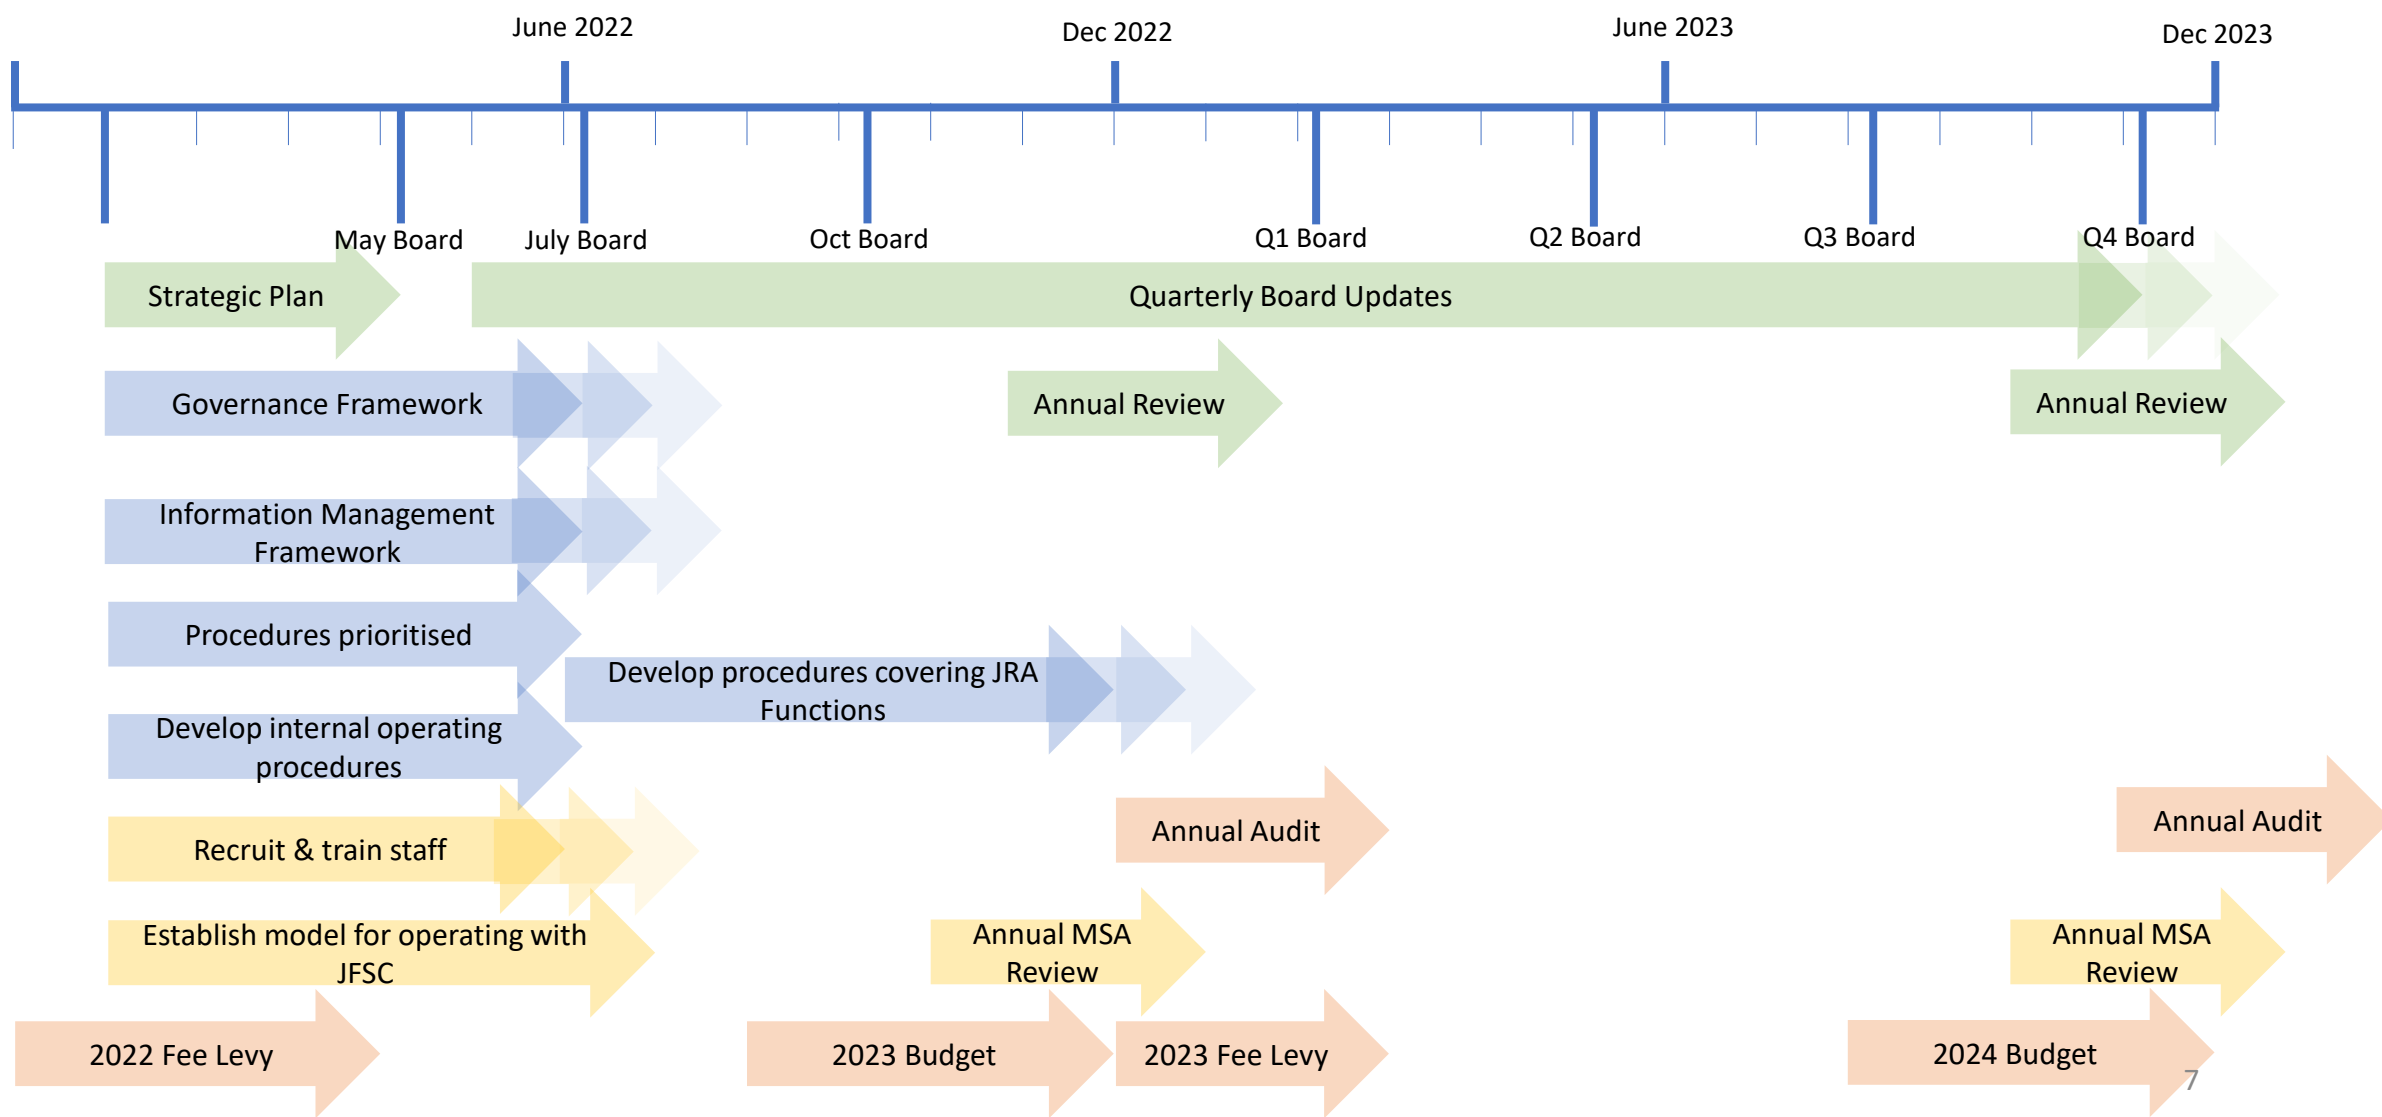 June 2022
Dec 2022
June 2023
Dec 2023
May Board
July Board
Oct Board
Q1 Board
Q2 Board
Q3 Board
Q4 Board
Strategic Plan
Quarterly Board Updates
Governance Framework
Annual Review
Annual Review
Information Management
Framework
Procedures prioritised
Develop procedures covering JRA
Functions
Develop internal operating
procedures
Recruit & train staff
Annual Audit
Annual Audit
Establish model for operating with
JFSC
Annual MSA
Review
Annual MSA
Review
2022 Fee Levy
2023 Budget
2023 Fee Levy
2024 Budget
7